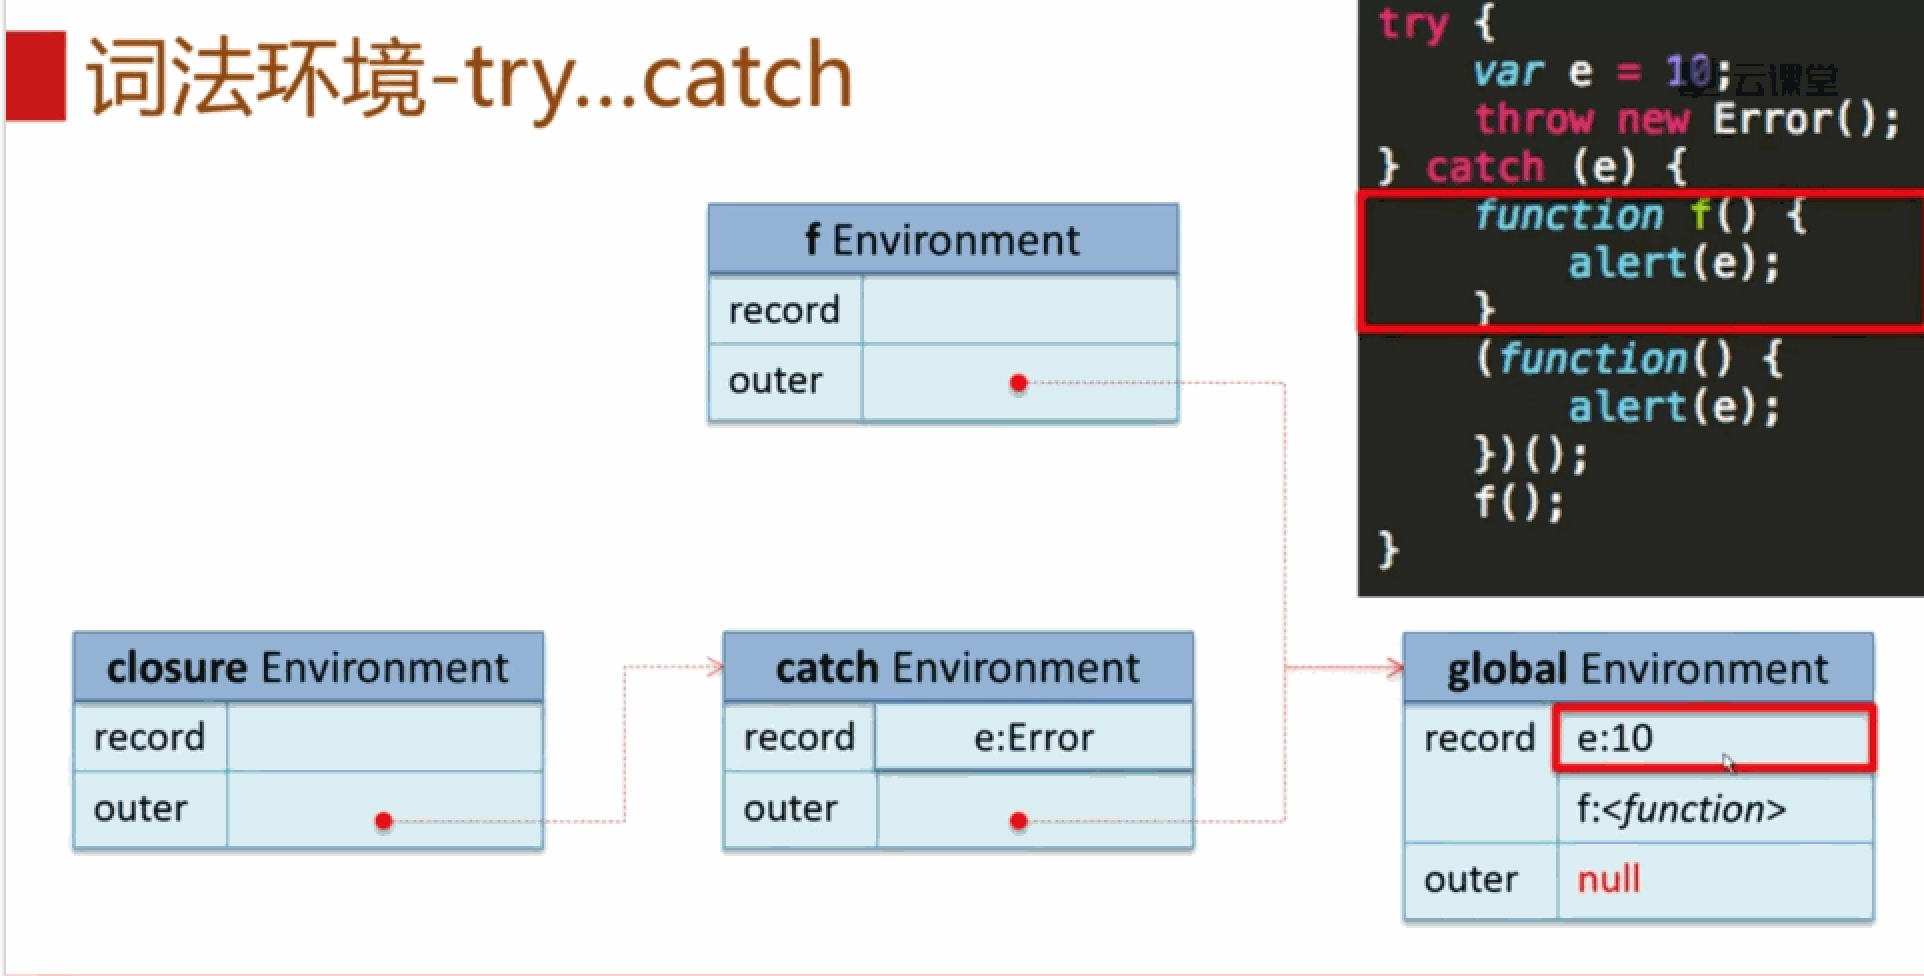 词法环境-try...catch
try {
var e = 10;
云课堂
throw new Error();
} catch (e) {
function f() {
alert(e);
}
(function() {
alert(e);
})();
f();
}
f Environment
record
outer
closure Environment
record
outer
catch Environment
record e:Error
outer
global Environment
record e:10
f:<function>
outer null